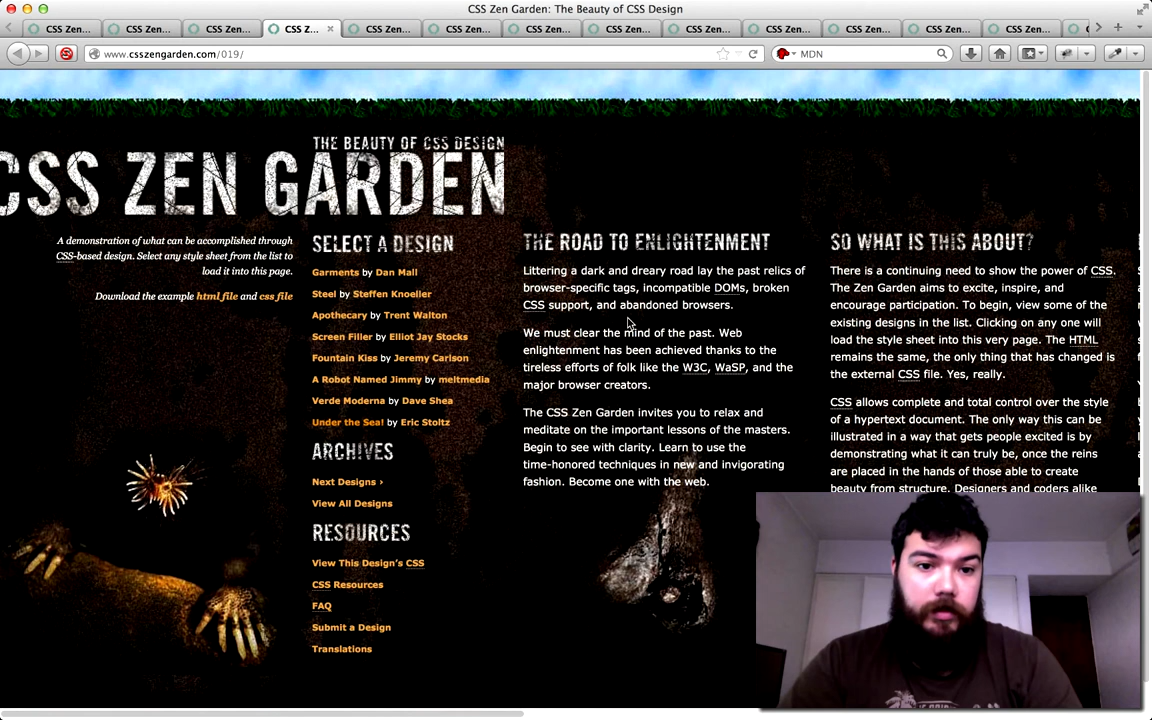 CSS Zen Garden: The Beauty of CSS Design
CSS Zen...
CSS Zen...
CSS Zen...
CSS Z...
CSS Zen...
CSS Zen...
CSS Zen...
CSS Zen...
CSS Zen...
CSS Zen...
CSS Zen...
CSS Zen...
CSS Zen...
www.csszengarden.com/019/
MDN
THE BEAUTY OF CSS DESIGN
CSS ZEN GARDEN
A demonstration of what can be accomplished through
CSS-based design. Select any style sheet from the list to
load it into this page.
Download the example html file and css file
SELECT A DESIGN
Garments by Dan Mall
Steel by Steffen Knoeller
Apothecary by Trent Walton
Screen Filler by Elliot Jay Stocks
Fountain Kiss by Jeremy Carlson
A Robot Named Jimmy by meltmedia
Verde Moderna by Dave Shea
Under the Sea! by Eric Stoltz
ARCHIVES
Next Designs ›
View All Designs
RESOURCES
View This Design's CSS
CSS Resources
FAQ
Submit a Design
Translations
THE ROAD TO ENLIGHTENMENT
Littering a dark and dreary road lay the past relics of
browser-specific tags, incompatible DOMs, broken
CSS support, and abandoned browsers.
We must clear the mind of the past. Web
enlightenment has been achieved thanks to the
tireless efforts of folk like the W3C, WaSP, and the
major browser creators.
The CSS Zen Garden invites you to relax and
meditate on the important lessons of the masters.
Begin to see with clarity. Learn to use the
time-honored techniques in new and invigorating
fashion. Become one with the web.
SO WHAT IS THIS ABOUT?
There is a continuing need to show the power of CSS.
The Zen Garden aims to excite, inspire, and
encourage participation. To begin, view some of the
existing designs in the list. Clicking on any one will
load the style sheet into this very page. The HTML
remains the same, the only thing that has changed is
the external CSS file. Yes, really.
CSS allows complete and total control over the style
of a hypertext document. The only way this can be
illustrated in a way that gets people excited is by
demonstrating what it can truly be, once the reins
are placed in the hands of those able to create
beauty from structure. Designers and coders alike